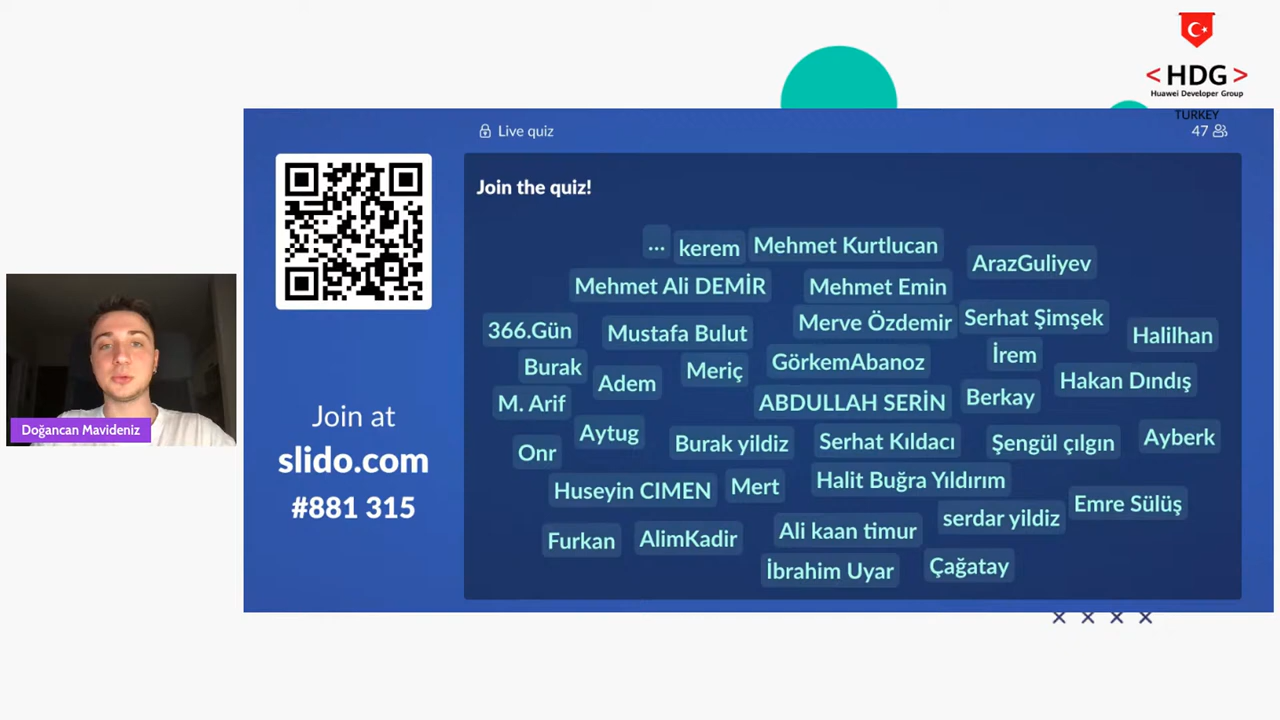 < HDG >
Huawei Developer Group
TURKEY
Live quiz
47
Join the quiz!
... kerem Mehmet Kurtlucan ArazGuliyev
Mehmet Ali DEMİR Mehmet Emin
366.Gün Mustafa Bulut Merve Özdemir Serhat Şimşek Halilhan
Burak Adem Meriç GörkemAbanoz İrem Hakan Dındış
M. Arif ABDULLAH SERİN Berkay
Onr Aytug Burak yildiz Serhat Kıldacı Şengül çılgın Ayberk
Huseyin CIMEN Mert Halit Buğra Yıldırım Emre Sülüş
Furkan AlimKadir Ali kaan timur serdar yildiz
İbrahim Uyar Çağatay
Join at
slido.com
#881 315
Doğancan Mavideniz